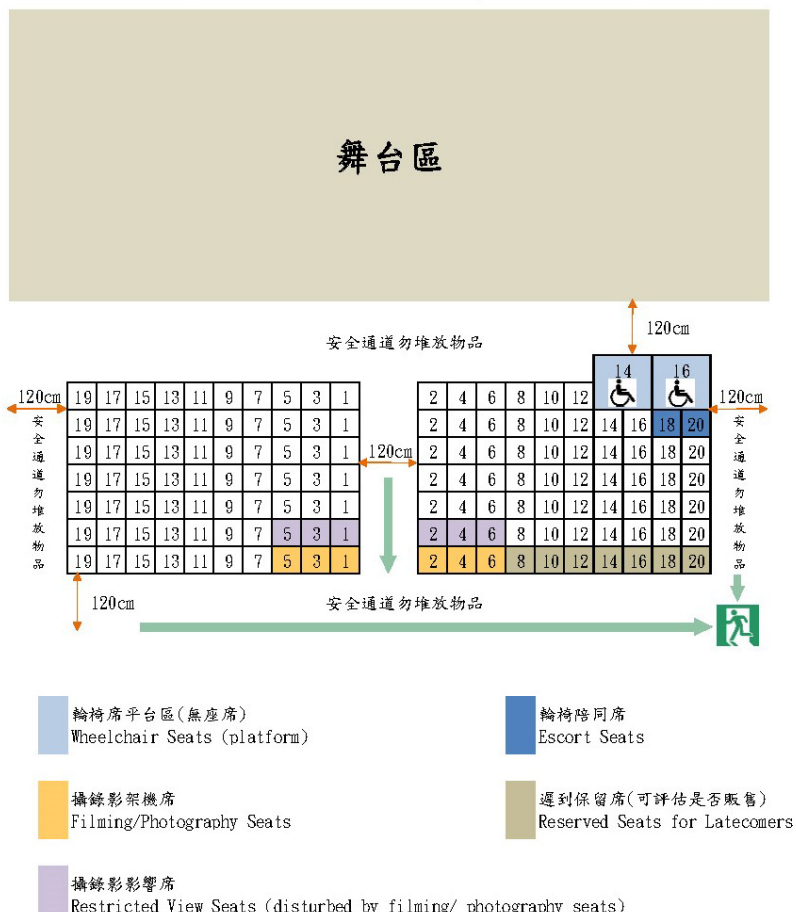 舞台區
120cm
安全通道勿堆放物品
14 16
120cm 19 17 15 13 11 9 7 5 3 1 2 4 6 8 10 12 120cm
19 17 15 13 11 9 7 5 3 1 2 4 6 8 10 12 14 16 18 20
19 17 15 13 11 9 7 5 3 1 120cm 2 4 6 8 10 12 14 16 18 20
19 17 15 13 11 9 7 5 3 1 2 4 6 8 10 12 14 16 18 20
19 17 15 13 11 9 7 5 3 1 2 4 6 8 10 12 14 16 18 20
19 17 15 13 11 9 7 5 3 1 2 4 6 8 10 12 14 16 18 20
19 17 15 13 11 9 7 5 3 1 2 4 6 8 10 12 14 16 18 20
安全通道勿堆放物品
安全通道勿堆放物品
120cm
安全通道勿堆放物品
輪椅席平台區(無座席)
Wheelchair Seats (platform)
輪椅陪同席
Escort Seats
攝錄影架機席
Filming/Photography Seats
遲到保留席(可評估是否販售)
Reserved Seats for Latecomers
攝錄影影響席
Restricted View Seats (disturbed by filming/ photography seats)